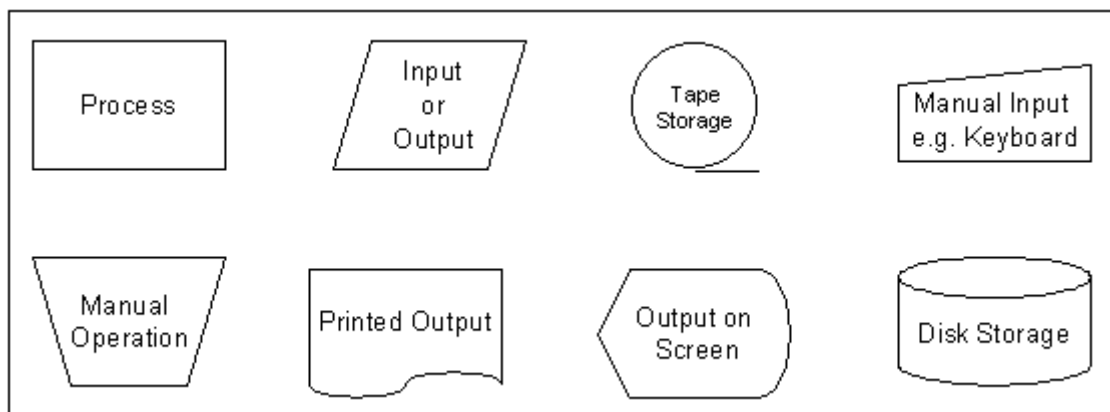 Process
Input
or
Output
Tape
Storage
Manual Input
e.g. Keyboard
Manual
Operation
Printed Output
Output on
Screen
Disk Storage